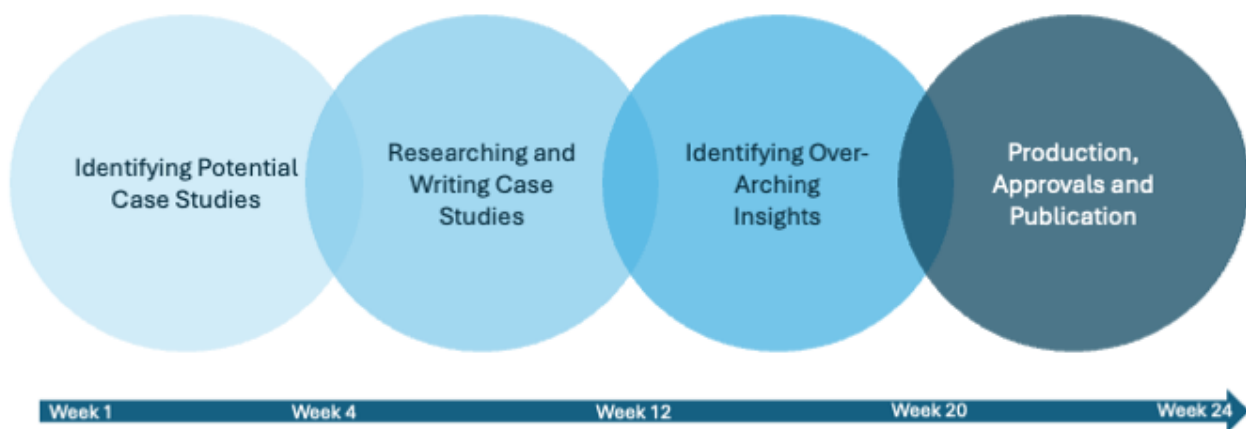 Identifying Potential
Case Studies
Researching and
Writing Case
Studies
Identifying Over-
Arching
Insights
Production,
Approvals and
Publication
Week 1
Week 4
Week 12
Week 20
Week 24